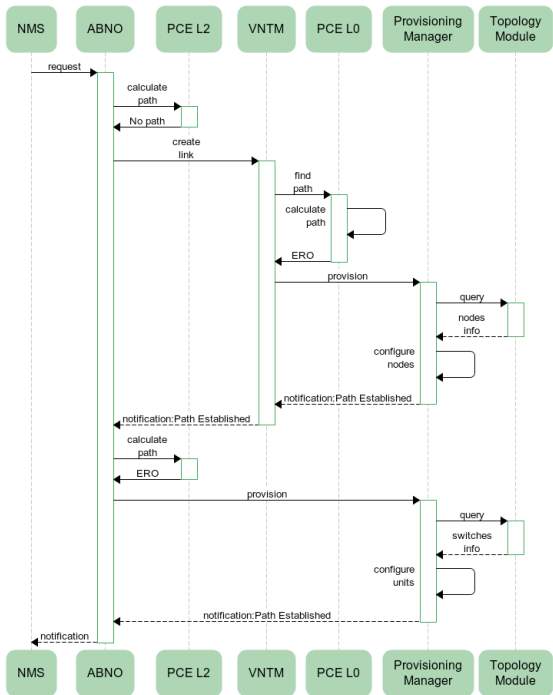 NMS
ABNO
PCE L2
VNTM
PCE L0
Provisioning
Manager
Topology
Module
request
calculate
path
No path
create
link
find
path
calculate
path
ERO
provision
query
nodes
info
configure
nodes
notification:Path Established
notification:Path Established
calculate
path
ERO
provision
query
switches
info
configure
units
notification:Path Established
notification
NMS
ABNO
PCE L2
VNTM
PCE L0
Provisioning
Manager
Topology
Module